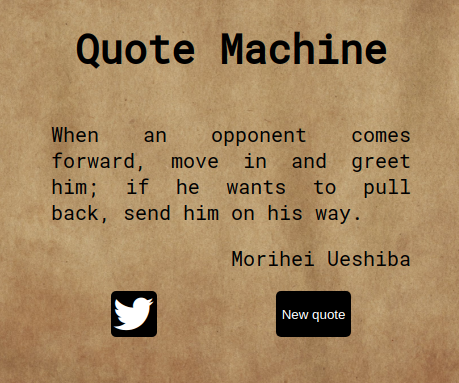 Quote Machine
When an opponent comes
forward, move in and greet
him; if he wants to pull
back, send him on his way.
Morihei Ueshiba
New quote